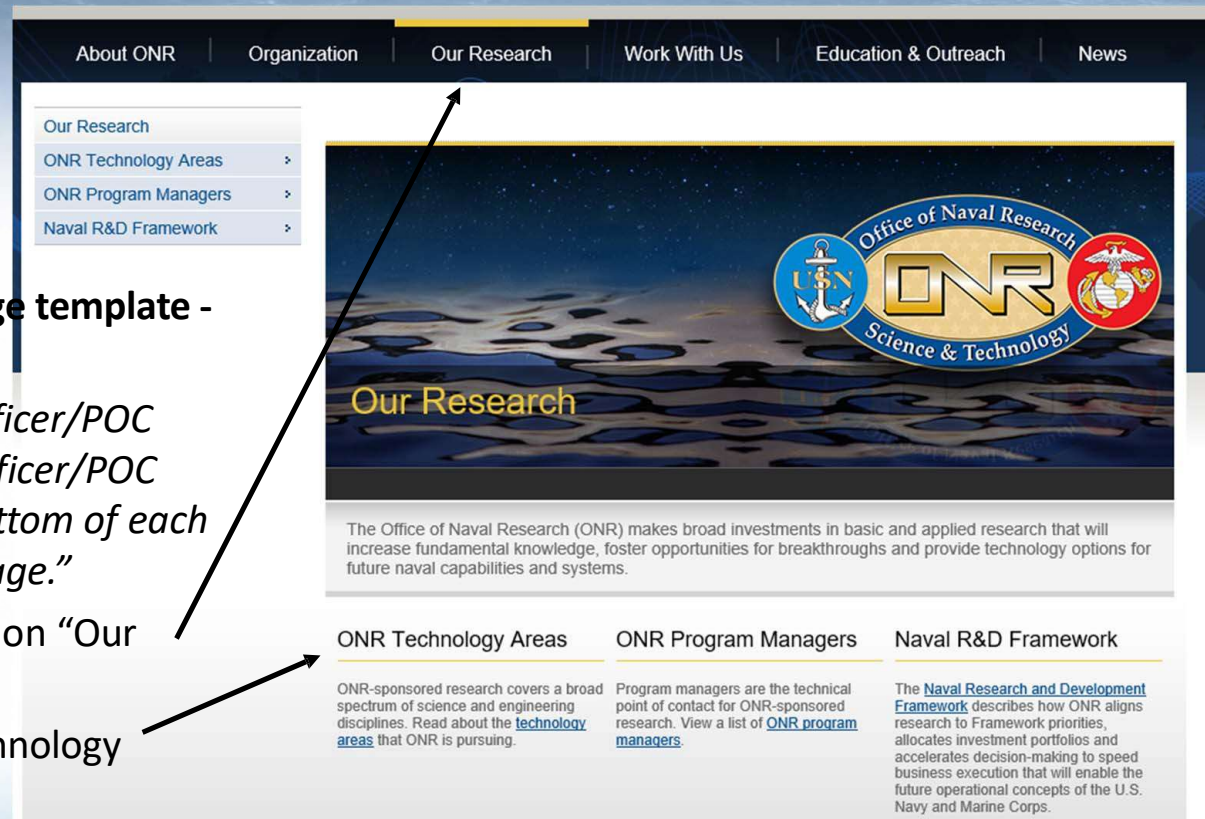 About ONR
Organization
Our Research
Work With Us
Education & Outreach
News
Our Research
ONR Technology Areas
ONR Program Managers
Naval R&D Framework
ge template -
ficer/POC
ficer/POC
ttom of each
age.”
on “Our
hnology
Office of Naval Research
USN
ONR
Science & Technology
Our Research
The Office of Naval Research (ONR) makes broad investments in basic and applied research that will
increase fundamental knowledge, foster opportunities for breakthroughs and provide technology options for
future naval capabilities and systems.
ONR Technology Areas
ONR-sponsored research covers a broad
spectrum of science and engineering
disciplines. Read about the technology
areas that ONR is pursuing.
ONR Program Managers
Program managers are the technical
point of contact for ONR-sponsored
research. View a list of ONR program
managers.
Naval R&D Framework
The Naval Research and Development
Framework describes how ONR aligns
research to Framework priorities,
allocates investment portfolios and
accelerates decision-making to speed
business execution that will enable the
future operational concepts of the U.S.
Navy and Marine Corps.